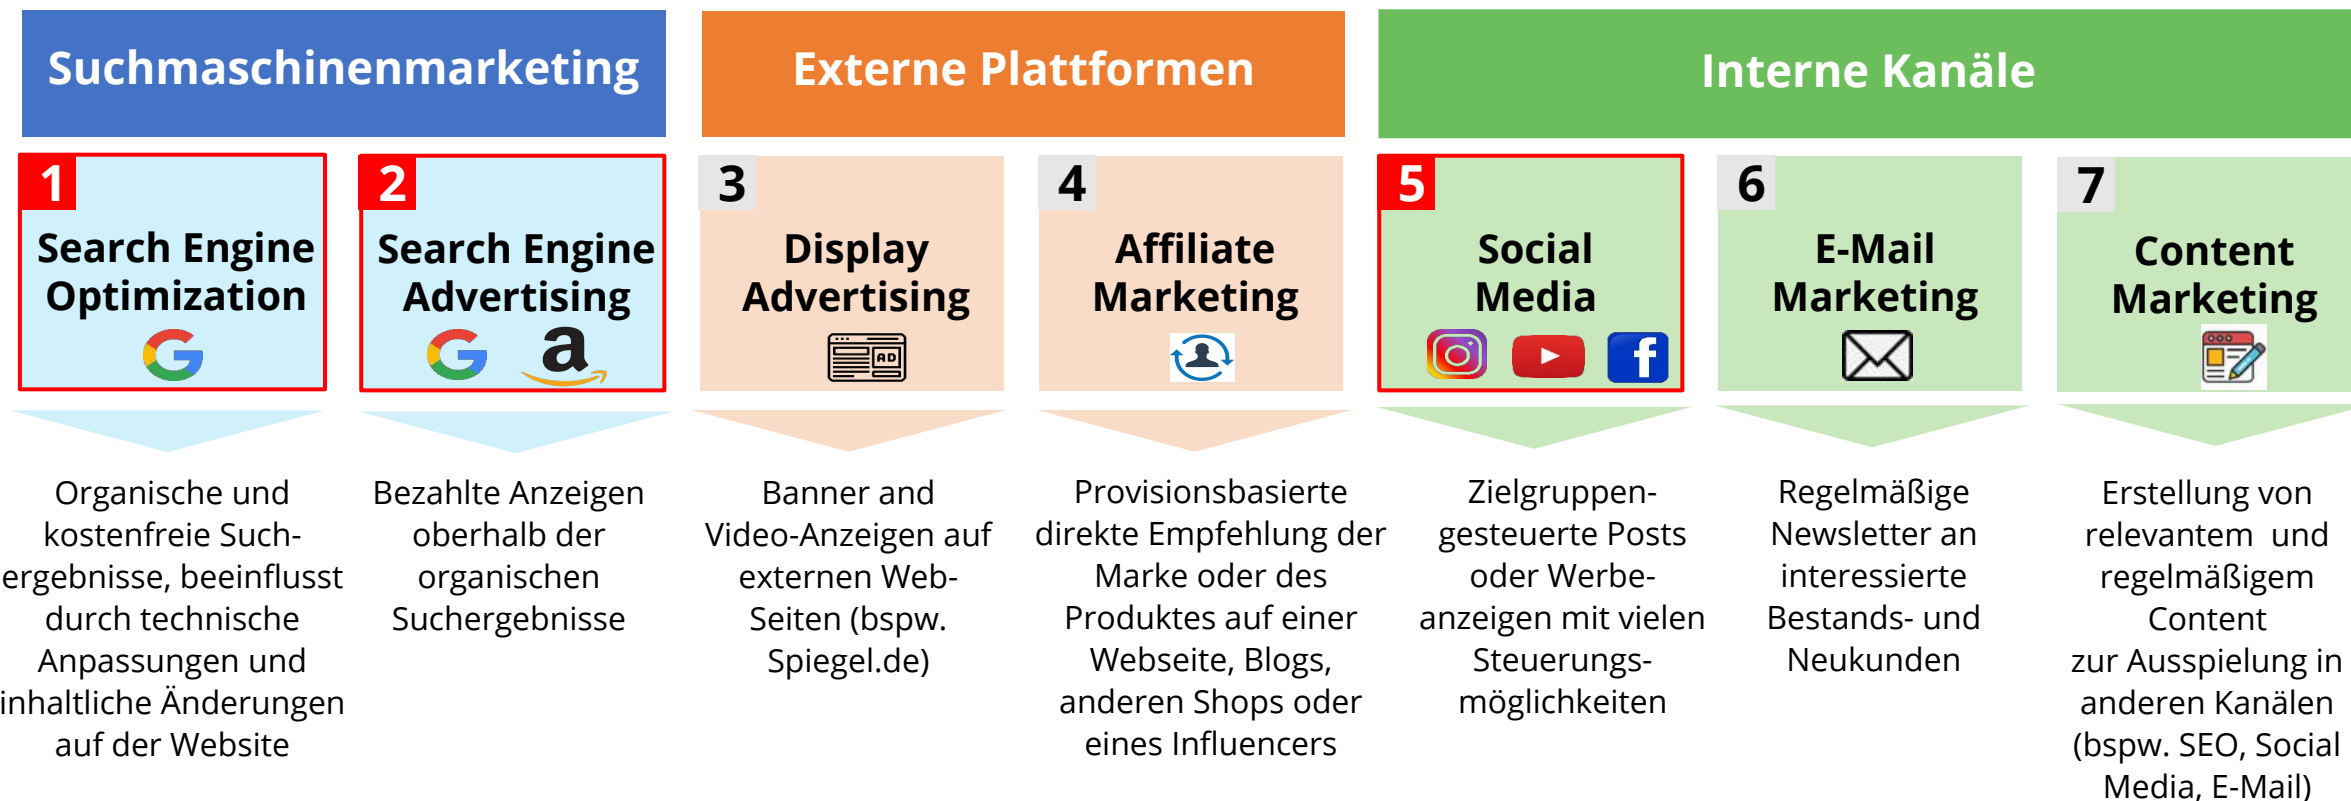 Suchmaschinenmarketing
Externe Plattformen
Interne Kanäle
1
Search Engine
Optimization
Organische und
kostenfreie Such-
ergebnisse, beeinflusst
durch technische
Anpassungen und
inhaltliche Änderungen
auf der Website
2
Search Engine
Advertising
a
Bezahlte Anzeigen
oberhalb der
organischen
Suchergebnisse
3
Display
Advertising
AD
Banner and
Video-Anzeigen auf
externen Web-
Seiten (bspw.
Spiegel.de)
4
Affiliate
Marketing
Provisionsbasierte
direkte Empfehlung der
Marke oder des
Produktes auf einer
Webseite, Blogs,
anderen Shops oder
eines Influencers
5
Social
Media
Zielgruppen-
gesteuerte Posts
oder Werbe-
anzeigen mit vielen
Steuerungs-
möglichkeiten
6
E-Mail
Marketing
Regelmäßige
Newsletter an
interessierte
Bestands- und
Neukunden
7
Content
Marketing
Erstellung von
relevantem und
regelmäßigem
Content
zur Ausspielung in
anderen Kanälen
(bspw. SEO, Social
Media, E-Mail)